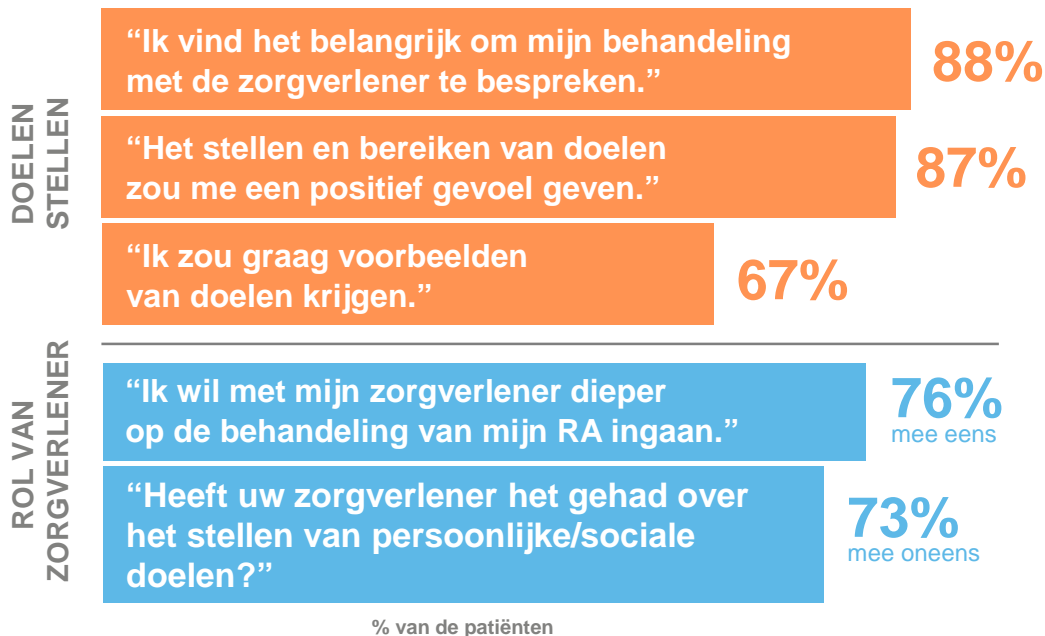 DOELEN
STELLEN
“Ik vind het belangrijk om mijn behandeling
met de zorgverlener te bespreken.”
88%
“Het stellen en bereiken van doelen
zou me een positief gevoel geven.”
87%
“Ik zou graag voorbeelden
van doelen krijgen.”
67%
ROL VAN
ZORGVERLENER
“Ik wil met mijn zorgverlener dieper
op de behandeling van mijn RA ingaan.”
76%
mee eens
“Heeft uw zorgverlener het gehad over
het stellen van persoonlijke/sociale
doelen?”
73%
mee oneens
% van de patiënten